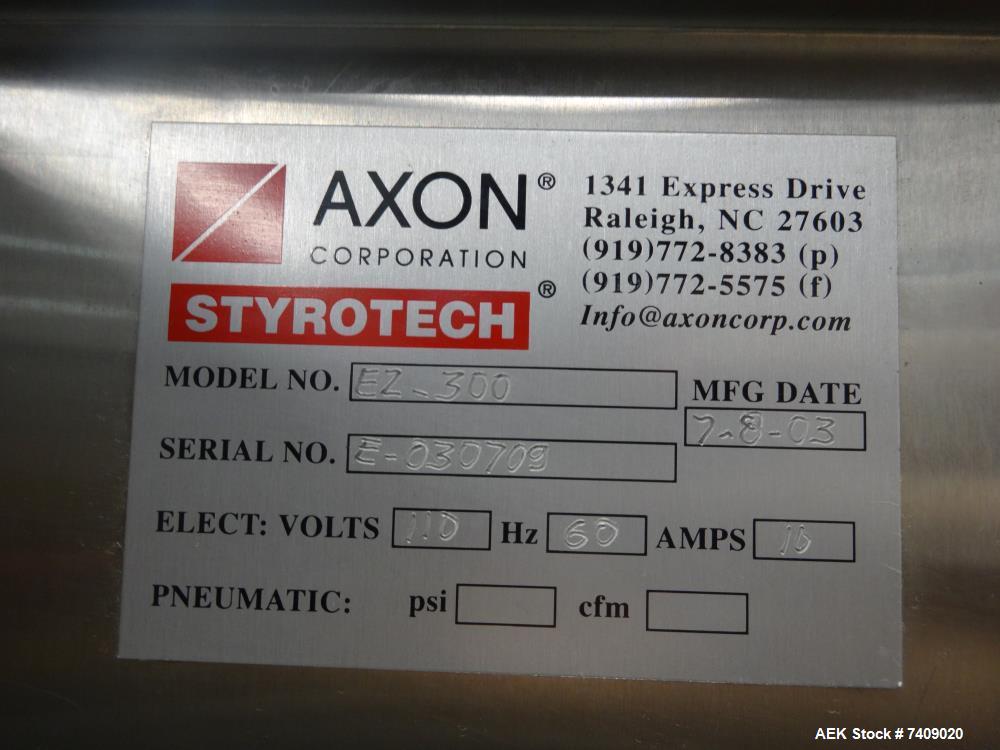 AXON®
CORPORATION
STYROTECH®
1341 Express Drive
Raleigh, NC 27603
(919)772-8383 (p)
(919)772-5575 (f)
Info@axoncorp.com
MODEL NO. EZ-300
MFG DATE
7-8-03
SERIAL NO. E-030709
ELECT: VOLTS 110 Hz 60 AMPS
PNEUMATIC: psi cfm
AEK Stock # 7409020